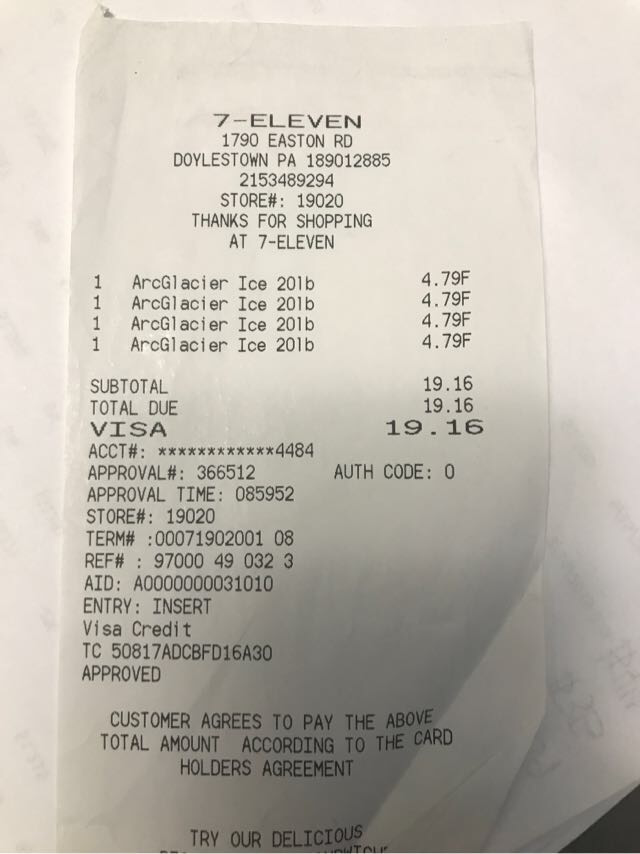 7-ELEVEN
1790 EASTON RD
DOYLESTOWN PA 189012885
2153489294
STORE#: 19020
THANKS FOR SHOPPING
AT 7-ELEVEN
1 ArcGlacier Ice 20lb 4.79F
1 ArcGlacier Ice 20lb 4.79F
1 ArcGlacier Ice 20lb 4.79F
1 ArcGlacier Ice 20lb 4.79F
SUBTOTAL 19.16
TOTAL DUE 19.16
VISA 19.16
ACCT#: ************4484
APPROVAL#: 366512 AUTH CODE: 0
APPROVAL TIME: 085952
STORE#: 19020
TERM# :00071902001 08
REF# : 97000 49 032 3
AID: A0000000031010
ENTRY: INSERT
Visa Credit
TC 50817ADCBFD16A30
APPROVED
CUSTOMER AGREES TO PAY THE ABOVE
TOTAL AMOUNT ACCORDING TO THE CARD
HOLDERS AGREEMENT
TRY OUR DELICIOUS